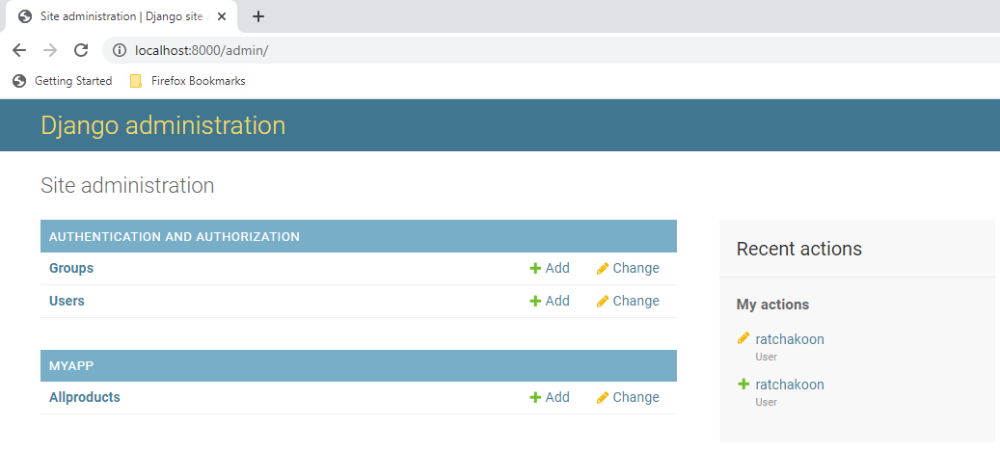 Site administration | Django site
localhost:8000/admin/
Getting Started Firefox Bookmarks
Django administration
Site administration
AUTHENTICATION AND AUTHORIZATION
Groups Add Change
Users Add Change
MYAPP
Allproducts Add Change
Recent actions
My actions
ratchakoon
User
ratchakoon
User